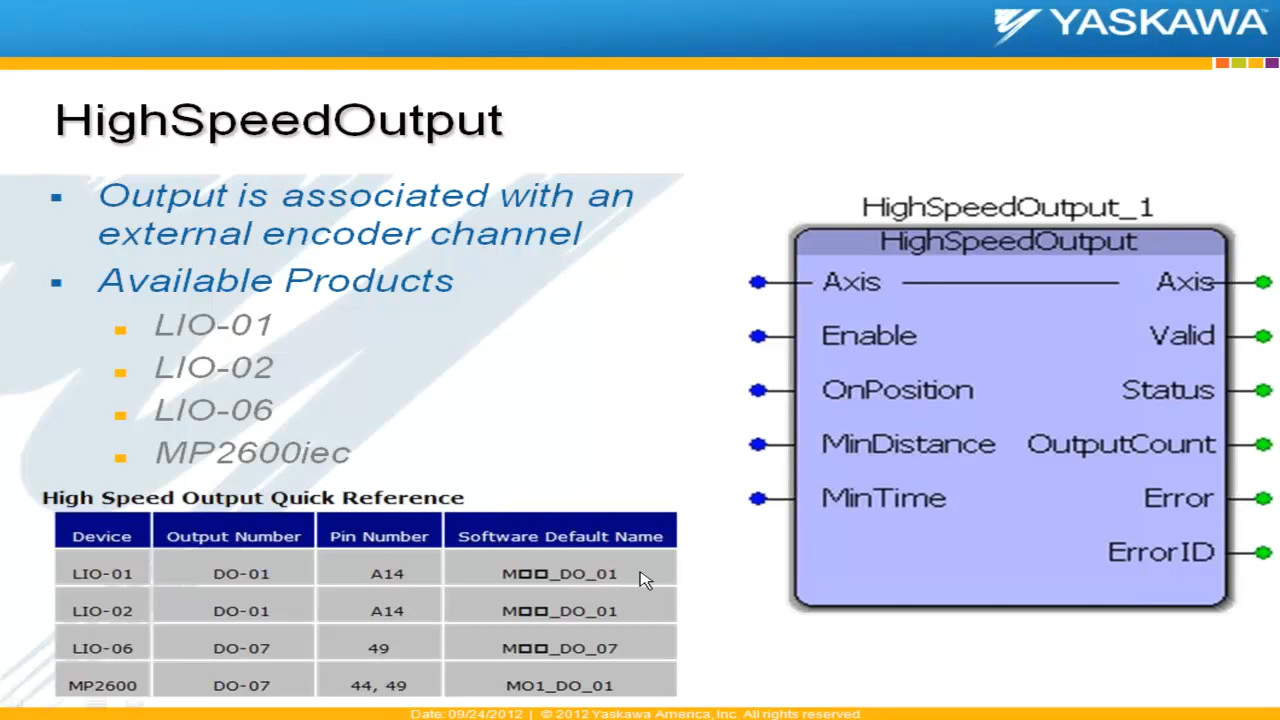 YASKAWA
HighSpeedOutput
Output is associated with an
external encoder channel
Available Products
LIO-01
LIO-02
LIO-06
MP2600iec
High Speed Output Quick Reference
Device Output Number Pin Number Software Default Name
LIO-01 DO-01 A14 M□□_DO_01
LIO-02 DO-01 A14 M□□_DO_01
LIO-06 DO-07 49 M□□_DO_07
MP2600 DO-07 44, 49 MO1_DO_01
HighSpeedOutput_1
HighSpeedOutput
Axis Axis
Enable Valid
OnPosition Status
MinDistance OutputCount
MinTime Error
ErrorID
Date: 09/24/2012 | © 2012 Yaskawa America, Inc. All rights reserved.